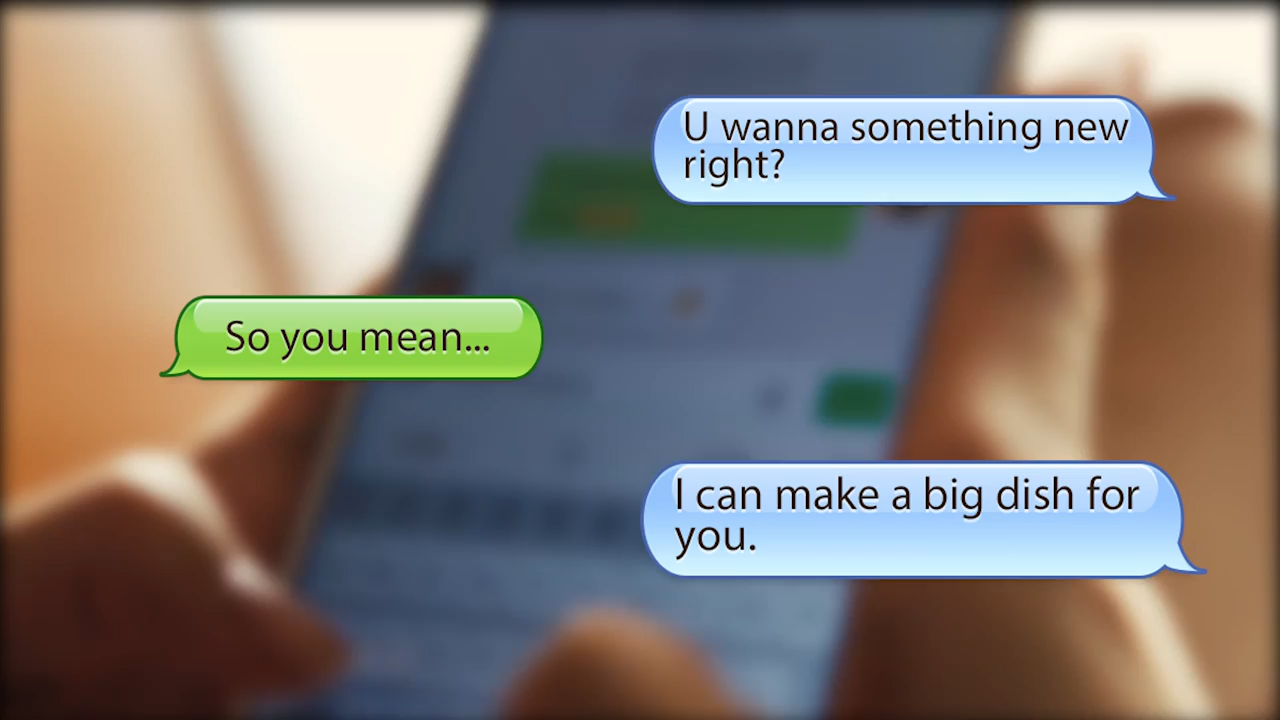 U wanna something new
right?
So you mean...
I can make a big dish for
you.